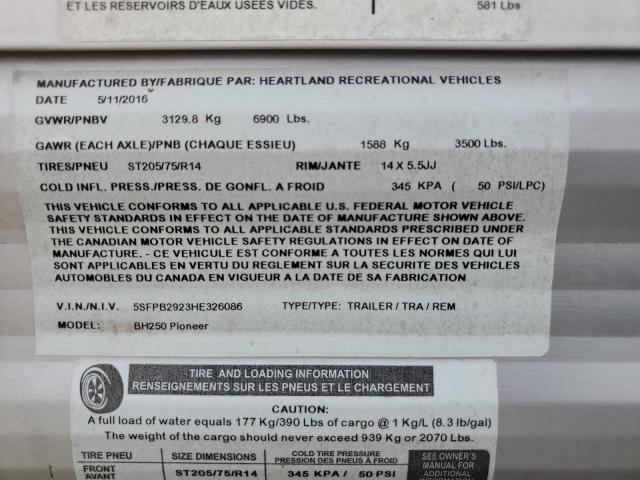 ET LES RESERVOIRS D'EAUX USEES VIDES.
581 Lbs
MANUFACTURED BY/FABRIQUE PAR: HEARTLAND RECREATIONAL VEHICLES
DATE 5/11/2016
GVWR/PNBV 3129.8 Kg 6900 Lbs.
GAWR (EACH AXLE)/PNB (CHAQUE ESSIEU) 1588 Kg 3500 Lbs.
TIRES/PNEU ST205/75/R14 RIM/JANTE 14 X 5.5JJ
COLD INFL. PRESS./PRESS. DE GONFL. A FROID 345 KPA ( 50 PSI/LPC)
THIS VEHICLE CONFORMS TO ALL APPLICABLE U.S. FEDERAL MOTOR VEHICLE
SAFETY STANDARDS IN EFFECT ON THE DATE OF MANUFACTURE SHOWN ABOVE.
THIS VEHICLE CONFORMS TO ALL APPLICABLE STANDARDS PRESCRIBED UNDER
THE CANADIAN MOTOR VEHICLE SAFETY REGULATIONS IN EFFECT ON DATE OF
MANUFACTURE. - CE VEHICULE EST CONFORME A TOUTES LES NORMES QUI LUI
SONT APPLICABLES EN VERTU DU REGLEMENT SUR LA SECURITE DES VEHICLES
AUTOMOBILES DU CANADA EN VIGUEUR A LA DATE DE SA FABRICATION
V.I.N./N.I.V. 5SFPB2923HE326086 TYPE/TYPE: TRAILER / TRA / REM
MODEL: BH250 Pioneer
TIRE AND LOADING INFORMATION
RENSEIGNEMENTS SUR LES PNEUS ET LE CHARGEMENT
CAUTION:
A full load of water equals 177 Kg/390 Lbs of cargo @ 1 Kg/L (8.3 lb/gal)
The weight of the cargo should never exceed 939 Kg or 2070 Lbs.
TIRE PNEU SIZE DIMENSIONS COLD TIRE PRESSURE
PRESSION DES PNEUS À FROID
FRONT
AVANT ST205/75/R14 345 KPA / 50 PSI
SEE OWNER'S
MANUAL FOR
ADDITIONAL
INFORMATION